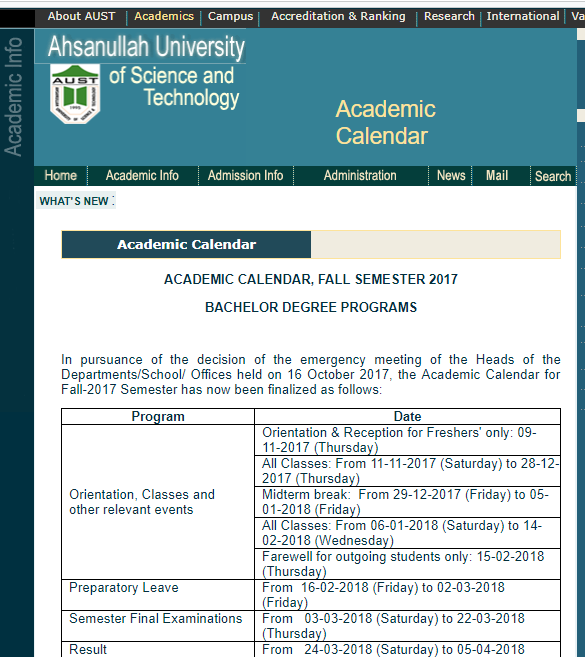 About AUST | Academics | Campus | Accreditation & Ranking | Research | International | Va
Academic Info
Ahsanullah University
of Science and
Technology
AUST
Academic
Calendar
Home Academic Info Admission Info Administration News Mail Search
WHAT'S NEW :
Academic Calendar
ACADEMIC CALENDAR, FALL SEMESTER 2017
BACHELOR DEGREE PROGRAMS
In pursuance of the decision of the emergency meeting of the Heads of the
Departments/School/ Offices held on 16 October 2017, the Academic Calendar for
Fall-2017 Semester has now been finalized as follows:
Program Date
Orientation, Classes and
other relevant events
Orientation & Reception for Freshers' only: 09-
11-2017 (Thursday)
All Classes: From 11-11-2017 (Saturday) to 28-12-
2017 (Thursday)
Midterm break: From 29-12-2017 (Friday) to 05-
01-2018 (Friday)
All Classes: From 06-01-2018 (Saturday) to 14-
02-2018 (Wednesday)
Farewell for outgoing students only: 15-02-2018
(Thursday)
Preparatory Leave From 16-02-2018 (Friday) to 02-03-2018
(Friday)
Semester Final Examinations From 03-03-2018 (Saturday) to 22-03-2018
(Thursday)
Result From 24-03-2018 (Saturday) to 05-04-2018